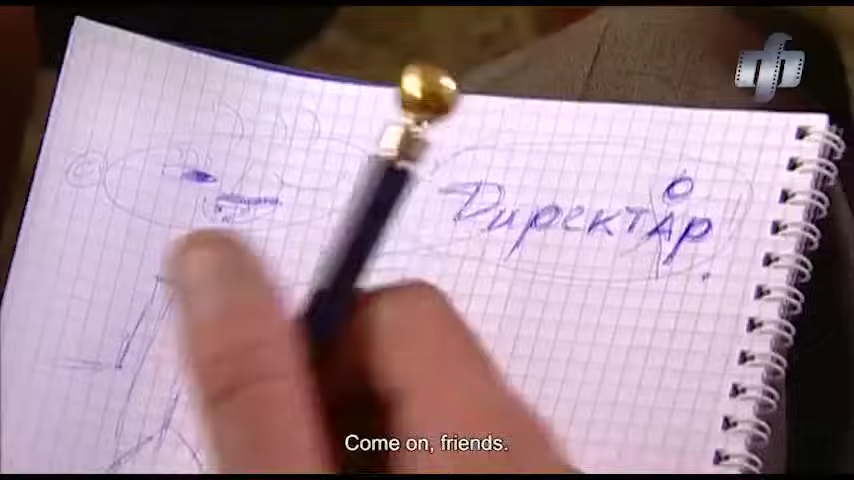 О
ДиректАр.
Come on, friends.